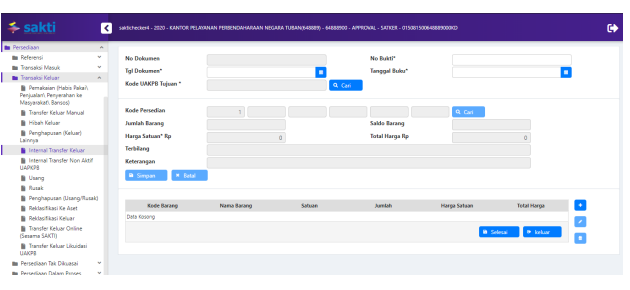 sakti
sakticheker4 - 2020 - KANTOR PELAYANAN PERBENDAHARAAN NEGARA TUBAN(648889) - 64888900 - APPROVAL - SATKER - 015081500648889000KD
Persediaan
Referensi
Transaksi Masuk
Transaksi Keluar
Pemakaian (Habis Pakai/
Penjualan\ Penyerahan ke
Masyarakat\ Bansos)
Transfer Keluar Manual
Hibah Keluar
Penghapusan (Keluar)
Lainnya
Internal Transfer Keluar
Internal Transfer Non Aktif
UAPKPB
Usang
Rusak
Penghapusan (Usang/Rusak)
Reklasifikasi Ke Aset
Reklasifikasi Keluar
Transfer Keluar Online
(Sesama SAKTI)
Transfer Keluar Likuidasi
UAKPB
Persediaan Tak Dikuasai
Persediaan Dalam Proses
No Dokumen
No Bukti*
Tgl Dokumen*
Tanggal Buku*
Kode UAKPB Tujuan *
Cari
Kode Persedian
1
Cari
Jumlah Barang
Saldo Barang
Harga Satuan* Rp
0
Total Harga Rp
0
Terbilang
Keterangan
Simpan
Batal
Kode Barang Nama Barang Satuan Jumlah Harga Satuan Total Harga
Data Kosong
Selesai
keluar